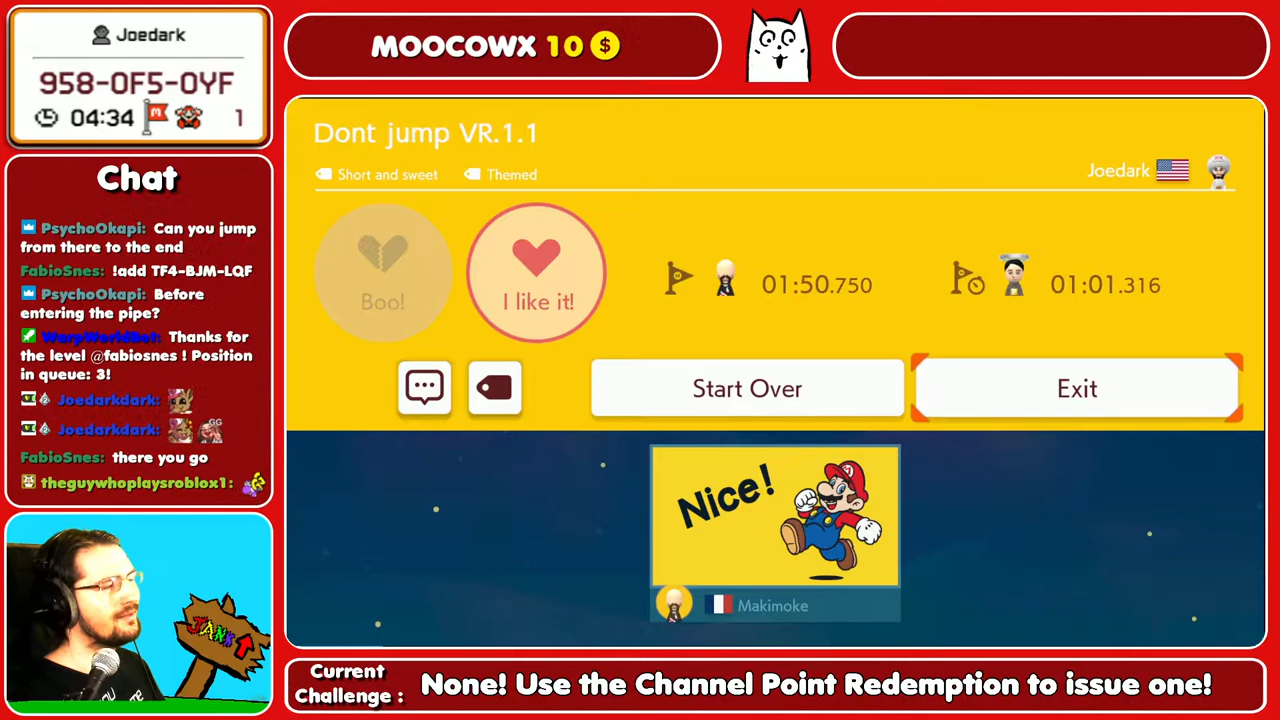 Joedark
958-0F5-0YF
04:34
1
MOOCOWX 10 $
Chat
PsychoOkapi: Can you jump
from there to the end
FabioSnes: !add TF4-BJM-LQF
PsychoOkapi: Before
entering the pipe?
WarpWorldBot: Thanks for
the level @fabiosnes ! Position
in queue: 3!
Joedarkdark:
Joedarkdark:
GG
FabioSnes: there you go
theguywhoplaysroblox1:
Dont jump VR.1.1
Short and sweet
Themed
Joedark
Boo!
I like it!
01:50.750
01:01.316
Start Over
Exit
Nice!
Makimoke
JANK
Current
Challenge :
None! Use the Channel Point Redemption to issue one!